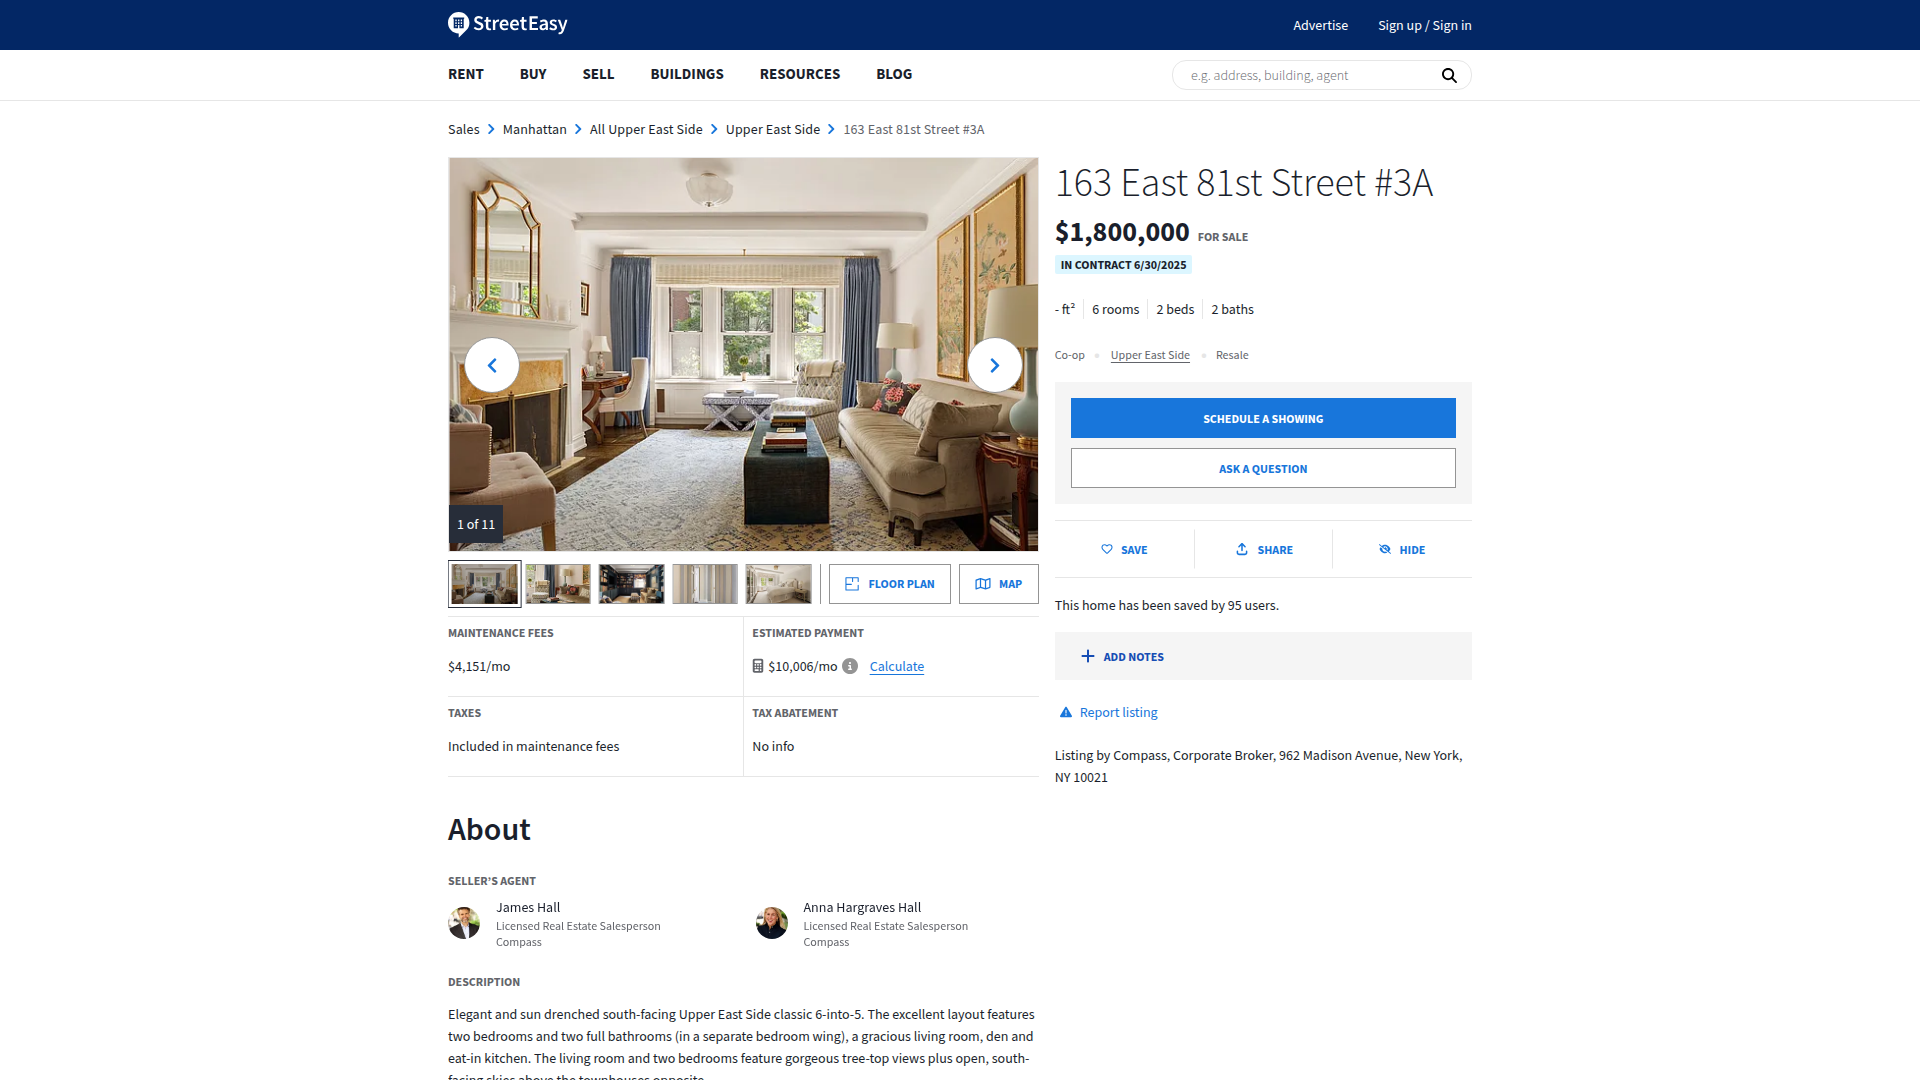 StreetEasy
Advertise
Sign up / Sign in
RENT
BUY
SELL
BUILDINGS
RESOURCES
BLOG
e.g. address, building, agent
Sales
Manhattan
All Upper East Side
Upper East Side
163 East 81st Street #3A
1 of 11
FLOOR PLAN
MAP
MAINTENANCE FEES
$4,151/mo
ESTIMATED PAYMENT
$10,006/mo
Calculate
TAXES
Included in maintenance fees
TAX ABATEMENT
No info
About
SELLER'S AGENT
James Hall
Licensed Real Estate Salesperson
Compass
Anna Hargraves Hall
Licensed Real Estate Salesperson
Compass
DESCRIPTION
Elegant and sun drenched south-facing Upper East Side classic 6-into-5. The excellent layout features
two bedrooms and two full bathrooms (in a separate bedroom wing), a gracious living room, den and
eat-in kitchen. The living room and two bedrooms feature gorgeous tree-top views plus open, south-
facing skies above the townhouses opposite.
163 East 81st Street #3A
$1,800,000 FOR SALE
IN CONTRACT 6/30/2025
- ft²
6 rooms
2 beds
2 baths
Co-op
Upper East Side
Resale
SCHEDULE A SHOWING
ASK A QUESTION
SAVE
SHARE
HIDE
This home has been saved by 95 users.
ADD NOTES
Report listing
Listing by Compass, Corporate Broker, 962 Madison Avenue, New York,
NY 10021